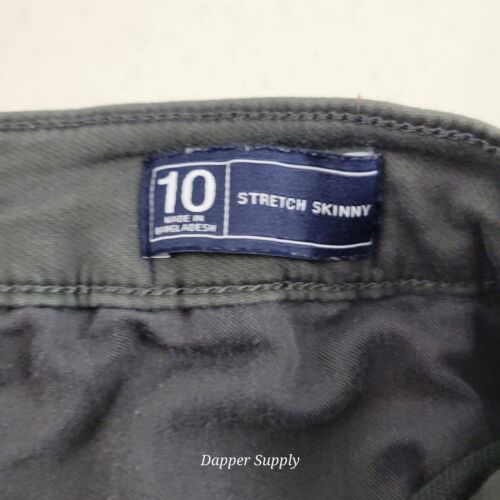 10
MADE IN
BANGLADESH
STRETCH SKINNY
Dapper Supply